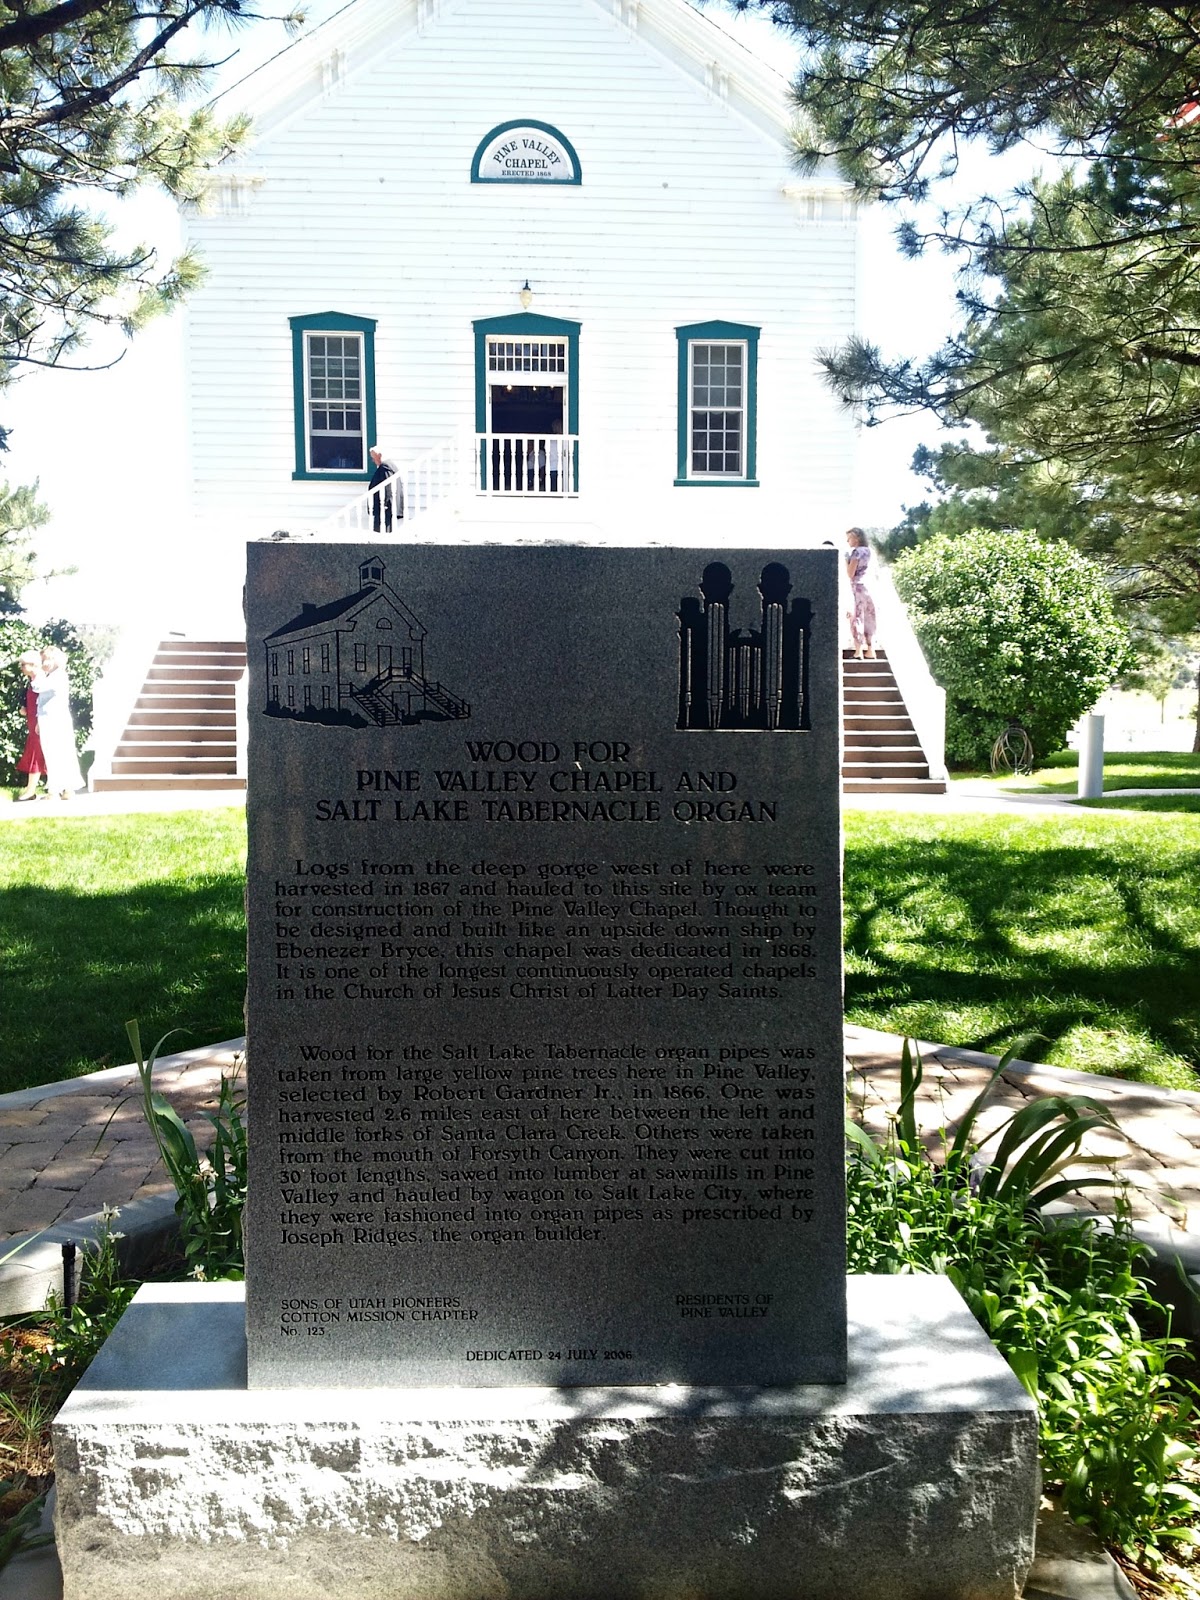 PINE VALLEY
CHAPEL
ERECTED 1868
WOOD FOR
PINE VALLEY CHAPEL AND
SALT LAKE TABERNACLE ORGAN
Logs from the deep gorge west of here were
harvested in 1867 and hauled to this site by ox team
for construction of the Pine Valley Chapel. Thought to
be designed and built like an upside down ship by
Ebenezer Bryce, this chapel was dedicated in 1868.
It is one of the longest continuously operated chapels
in the Church of Jesus Christ of Latter Day Saints.
Wood for the Salt Lake Tabernacle organ pipes was
taken from large yellow pine trees here in Pine Valley,
selected by Robert Gardner Jr., in 1866. One was
harvested 2.6 miles east of here between the left and
middle forks of Santa Clara Creek. Others were taken
from the mouth of Forsyth Canyon. They were cut into
30 foot lengths, sawed into lumber at sawmills in Pine
Valley and hauled by wagon to Salt Lake City, where
they were fashioned into organ pipes as prescribed by
Joseph Ridges, the organ builder.
SONS OF UTAH PIONEERS
COTTON MISSION CHAPTER
No. 123
RESIDENTS OF
PINE VALLEY
DEDICATED 24 JULY 2006